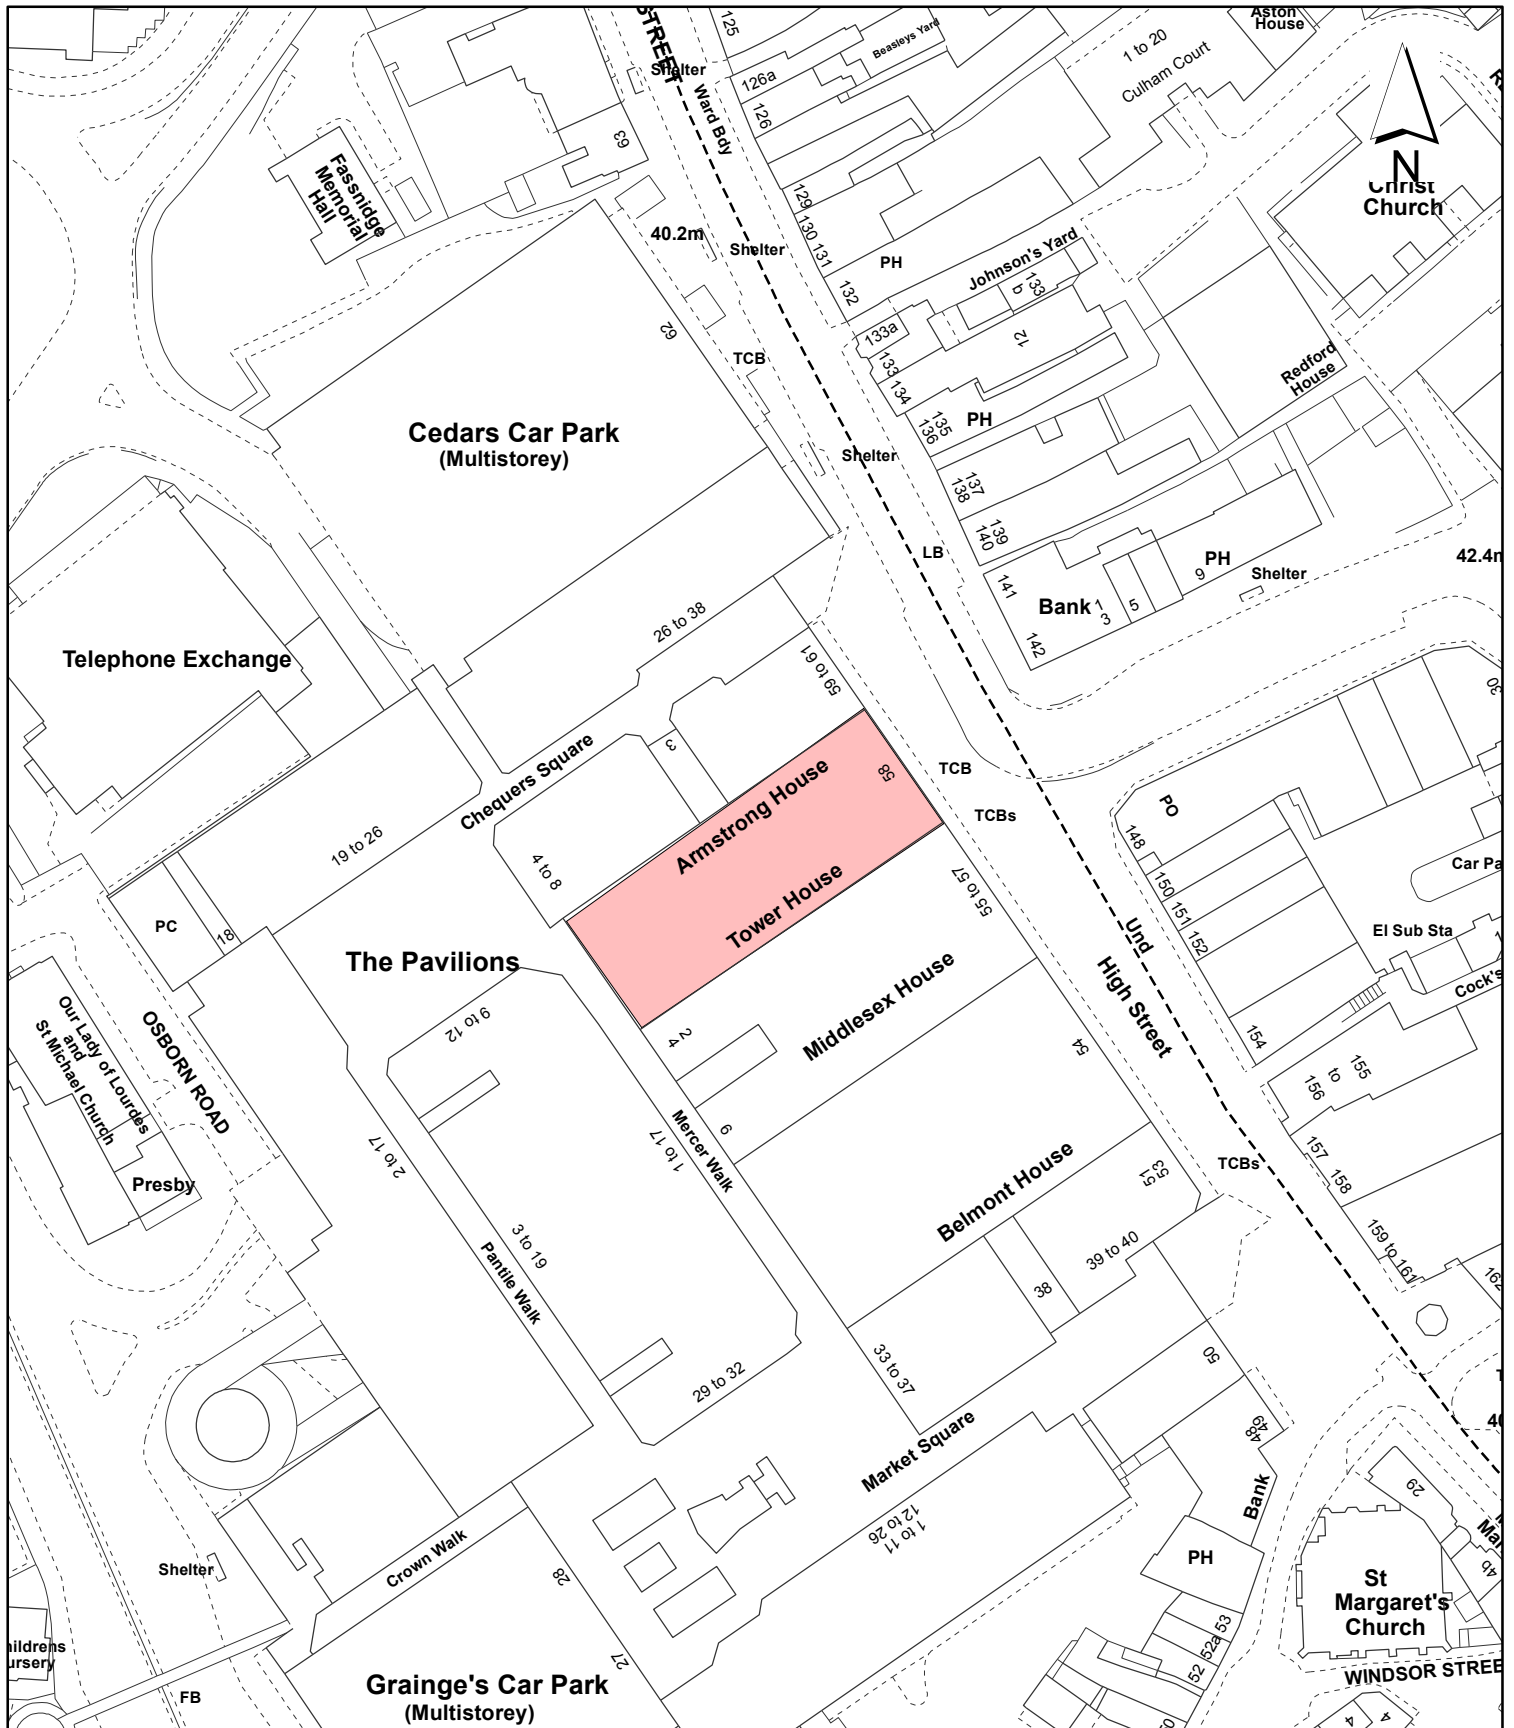 STREET
Shelter
Ward Bdy
125
126a
126
Beasleys Yard
1 to 20
Culham Court
Aston
House
N
Christ
Church
63
Fassnidge
Memorial
Hall
40.2m
Shelter
129
130
131
132
PH
Johnson's Yard
133
b
133a
133
134
12
62
TCB
Redford
House
135
136
PH
Cedars Car Park
(Multistorey)
Shelter
137
138
139
140
LB
42.4m
141
142
Bank
1
3
5
9
PH
Shelter
Telephone Exchange
26 to 38
59 to 61
30
3
Chequers Square
Armstrong House
58
TCB
TCBs
PO
148
19 to 26
4 to 8
Tower House
55 to 57
150
151
152
Car Pa
PC
18
The Pavilions
Und
High Street
El Sub Sta
Cock's
Our Lady of Lourdes
and
St Michael Church
OSBORN ROAD
9 to 12
2
4
Middlesex House
54
154
155
to
156
Mercer Walk
1 to 17
9
2 to 17
Presby
157
158
TCBs
53
51
Belmont House
3 to 19
Pantile Walk
39 to 40
38
159 to 161
162
33 to 37
29 to 32
50
49
48
Market Square
1 to 11
12 to 26
Bank
29
Crown Walk
Shelter
28
PH
4b
St
Margaret's
Church
53
52a
52
27
Grainge's Car Park
(Multistorey)
FB
WINDSOR STREE
4
4